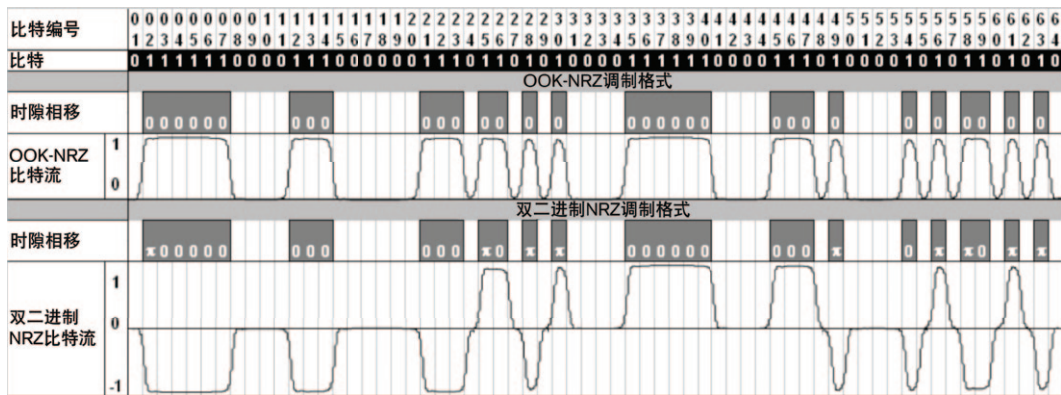 比特编号 0 0 0 0 0 0 0 0 0 1 1 1 1 1 1 1 1 1 1 2 2 2 2 2 2 2 2 2 2 3 3 3 3 3 3 3 3 3 3 4 4 4 4 4 4 4 4 4 4 5 5 5 5 5 5 5 5 5 5 6 6 6 6 6
1 2 3 4 5 6 7 8 9 0 1 2 3 4 5 6 7 8 9 0 1 2 3 4 5 6 7 8 9 0 1 2 3 4 5 6 7 8 9 0 1 2 3 4 5 6 7 8 9 0 1 2 3 4 5 6 7 8 9 0 1 2 3 4
比特 0 1 1 1 1 1 1 0 0 0 0 1 1 1 0 0 0 0 0 0 1 1 1 0 1 1 0 1 0 1 0 0 0 0 1 1 1 1 1 1 0 0 0 0 1 1 1 0 1 0 0 0 0 1 0 1 0 1 1 0 1 0 1 0
OOK-NRZ调制格式
时隙相移 0 0 0 0 0 0 0 0 0 0 0 0 0 0 0 0 0 0 0 0 0 0 0 0 0 0 0 0 0 0 0 0
OOK-NRZ
比特流
1
0
双二进制NRZ调制格式
时隙相移 π 0 0 0 0 0 0 0 0 0 0 0 π 0 π π 0 0 0 0 0 0 0 0 0 π 0 π π 0 π π
双二进制
NRZ比特流
1
0
-1